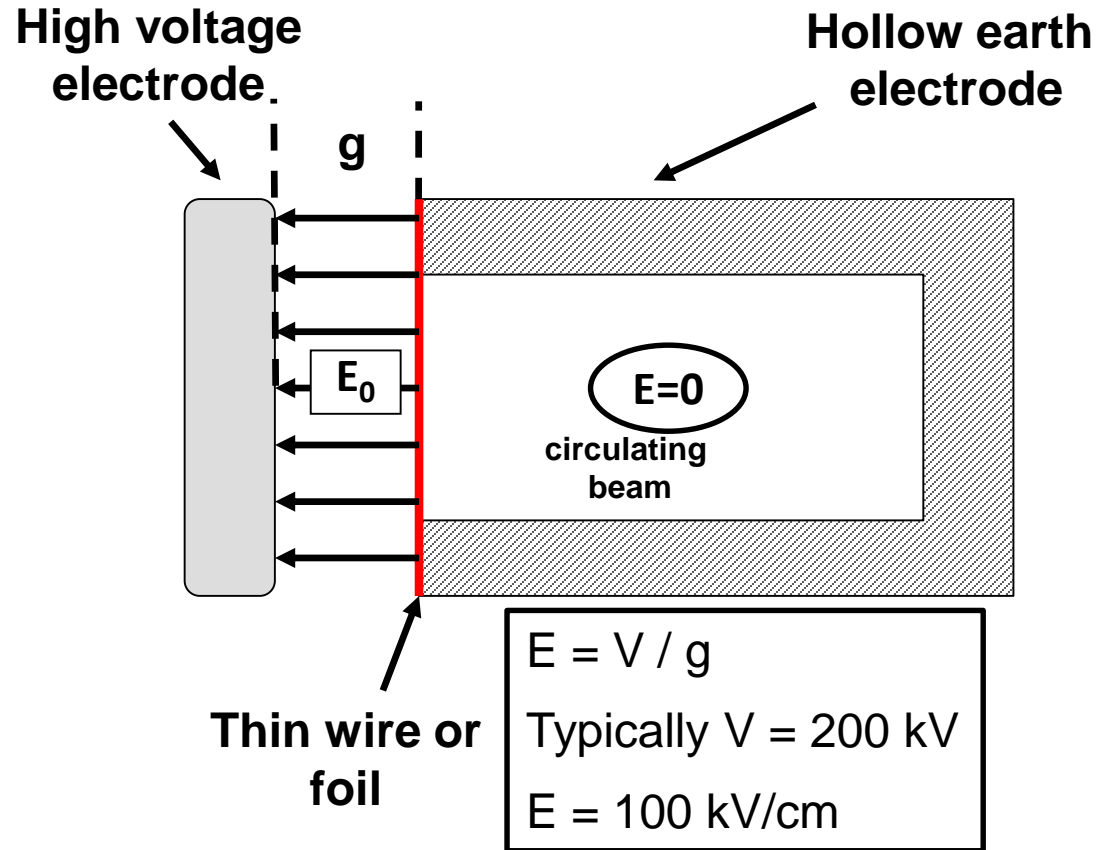 High voltage
electrode
Hollow earth
electrode
g
E₀
E=0
circulating
beam
Thin wire or
foil
E = V / g
Typically V = 200 kV
E = 100 kV/cm